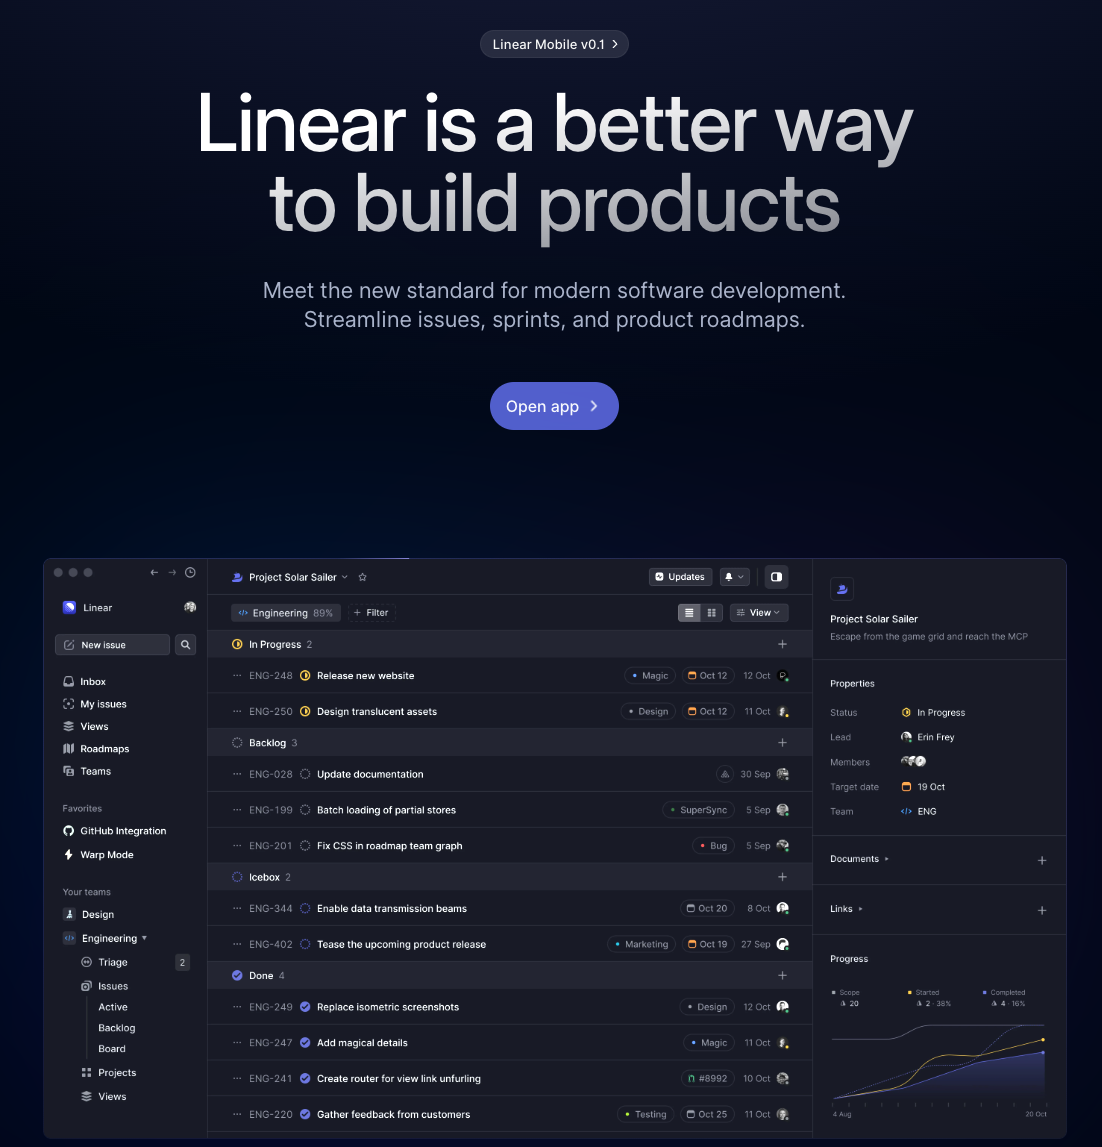 Linear Mobile v0.1
Linear is a better way
to build products
Meet the new standard for modern software development.
Streamline issues, sprints, and product roadmaps.
Open app
Linear
New issue
Inbox
My issues
Views
Roadmaps
Teams
Favorites
GitHub Integration
Warp Mode
Your teams
Design
Engineering
Triage 2
Issues
Active
Backlog
Board
Projects
Views
Project Solar Sailer Updates
Engineering 89% + Filter View
In Progress 2
ENG-248 Release new website Magic Oct 12 12 Oct
ENG-250 Design translucent assets Design Oct 12 11 Oct
Backlog 3
ENG-028 Update documentation 30 Sep
ENG-199 Batch loading of partial stores SuperSync 5 Sep
ENG-201 Fix CSS in roadmap team graph Bug 5 Sep
Icebox 2
ENG-344 Enable data transmission beams Oct 20 8 Oct
ENG-402 Tease the upcoming product release Marketing Oct 19 27 Sep
Done 4
ENG-249 Replace isometric screenshots Design 12 Oct
ENG-247 Add magical details Magic 11 Oct
ENG-241 Create router for view link unfurling #8992 10 Oct
ENG-220 Gather feedback from customers Testing Oct 25 11 Oct
Project Solar Sailer
Escape from the game grid and reach the MCP
Properties
Status In Progress
Lead Erin Frey
Members
Target date 19 Oct
Team ENG
Documents
Links
Progress
Scope Started Completed
20 2 · 38% 4 · 16%
4 Aug 20 Oct